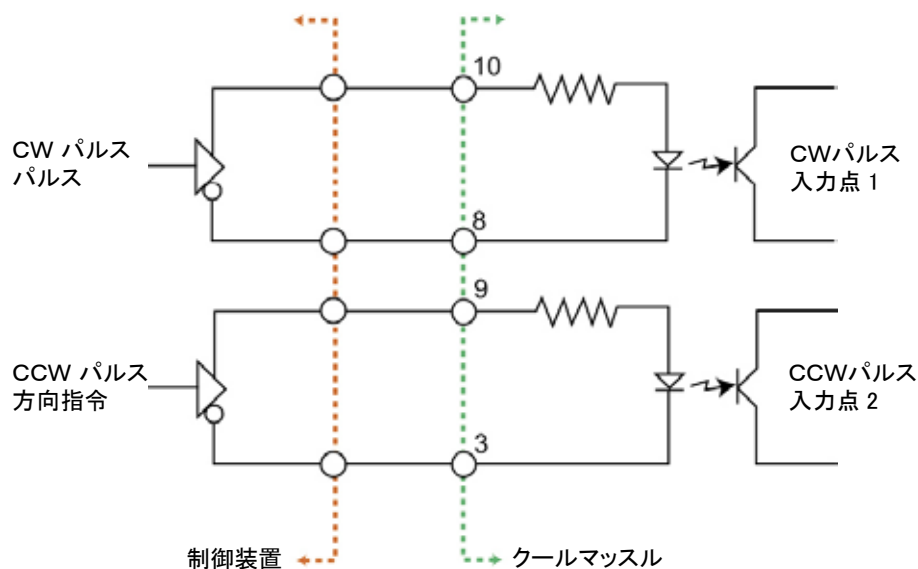 10
CW パルス
パルス
CWパルス
入力点 1
8
9
CCW パルス
方向指令
CCWパルス
入力点 2
3
制御装置
クールマッスル